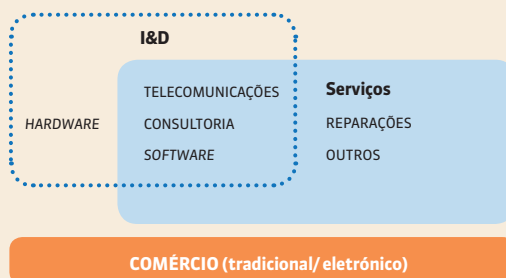 I&D
TELECOMUNICAÇÕES
Serviços
HARDWARE
CONSULTORIA
REPARAÇÕES
SOFTWARE
OUTROS
COMÉRCIO (tradicional/ eletrónico)